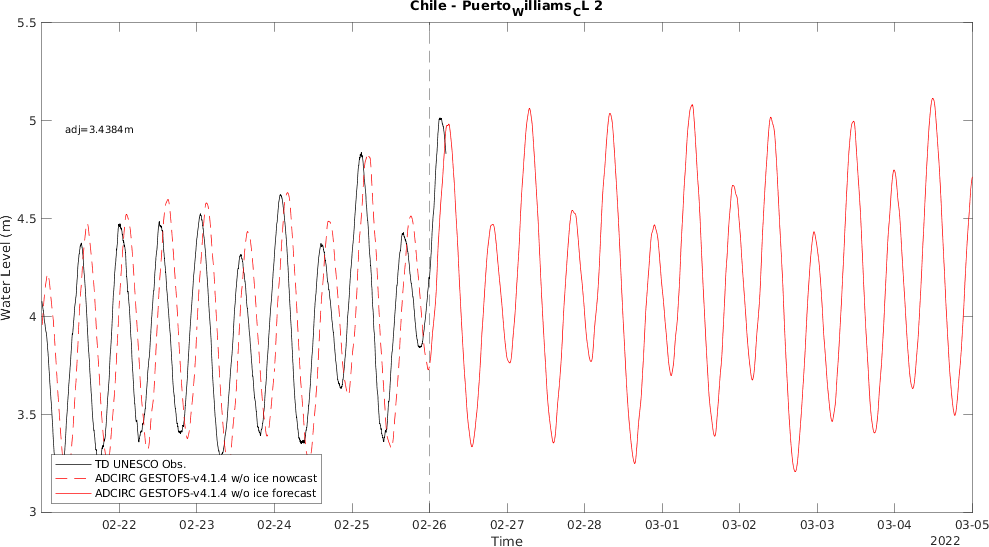 Chile - PuertoWilliamsCL 2
5.5
5
4.5
4
3.5
3
Water Level (m)
adj=3.4384m
TD UNESCO Obs.
ADCIRC GESTOFS-v4.1.4 w/o ice nowcast
ADCIRC GESTOFS-v4.1.4 w/o ice forecast
02-22 02-23 02-24 02-25 02-26 02-27 02-28 03-01 03-02 03-03 03-04 03-05
Time
2022